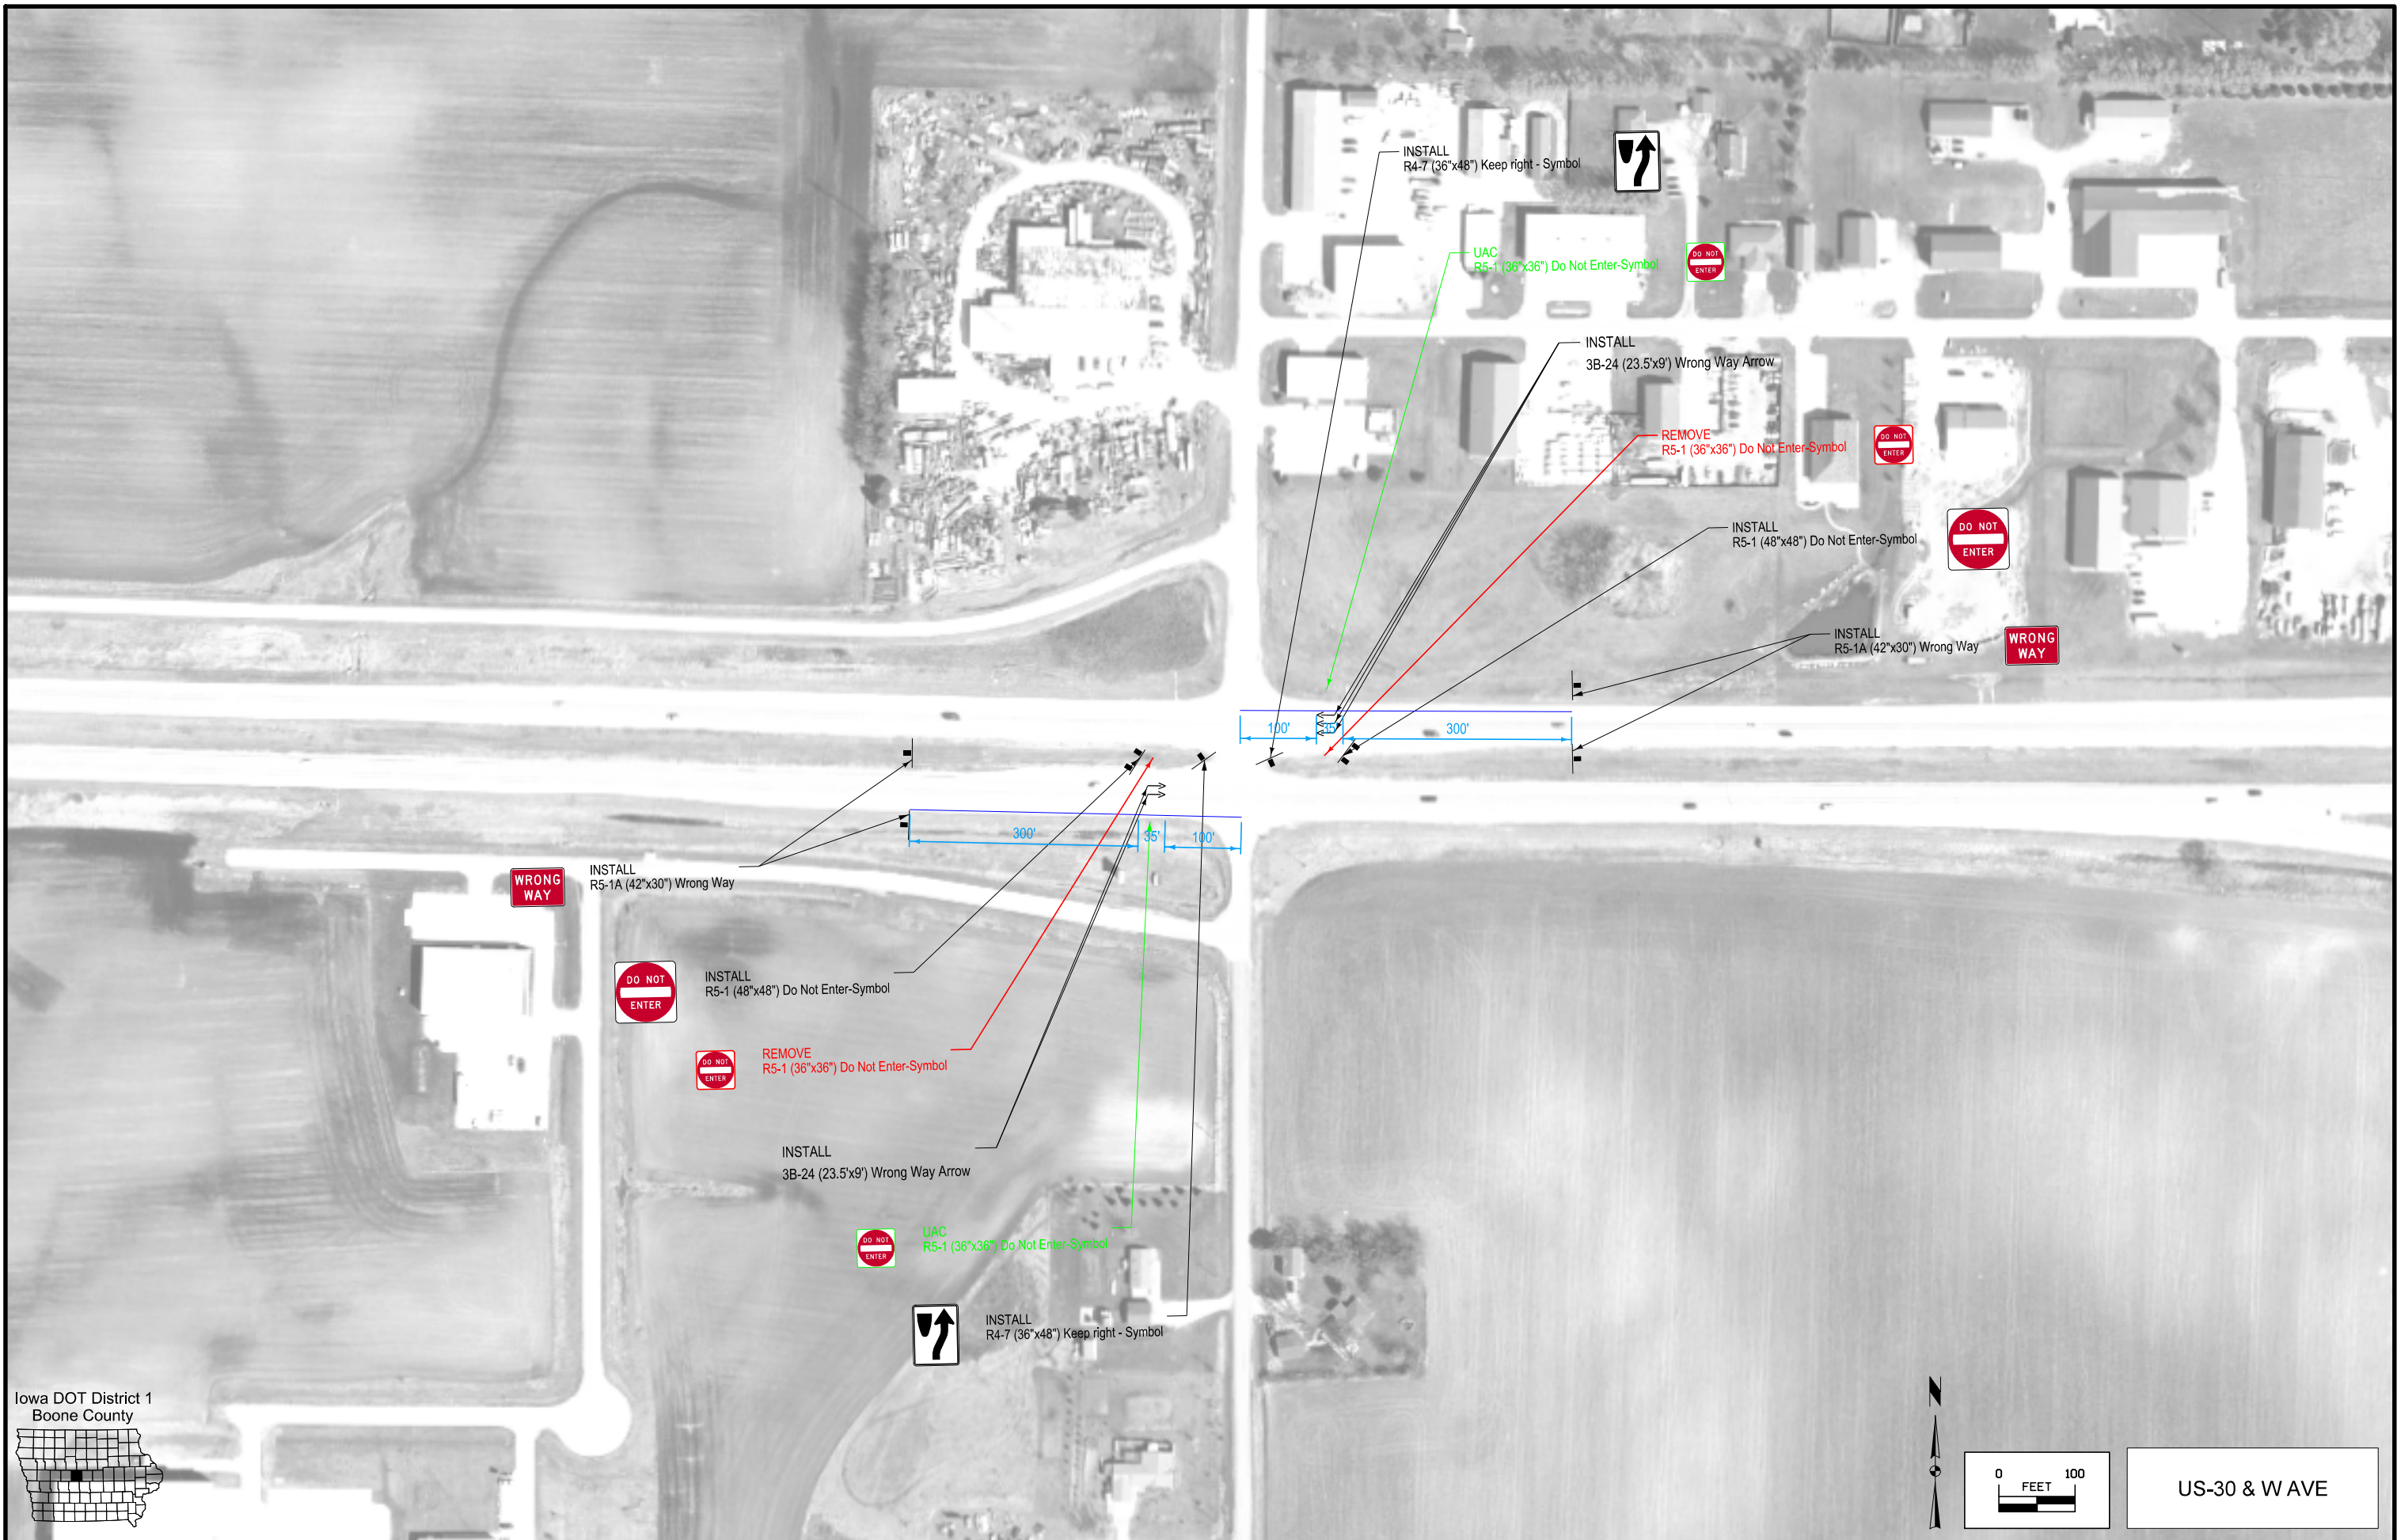 INSTALL
R4-7 (36"x48") Keep right - Symbol
UAC
R5-1 (36"x36") Do Not Enter-Symbol
DO NOT
ENTER
INSTALL
3B-24 (23.5'x9') Wrong Way Arrow
REMOVE
R5-1 (36"x36") Do Not Enter-Symbol
DO NOT
ENTER
INSTALL
R5-1 (48"x48") Do Not Enter-Symbol
DO NOT
ENTER
INSTALL
R5-1A (42"x30") Wrong Way
WRONG
WAY
100'
35'
300'
300'
35'
100'
WRONG
WAY
INSTALL
R5-1A (42"x30") Wrong Way
DO NOT
ENTER
INSTALL
R5-1 (48"x48") Do Not Enter-Symbol
DO NOT
ENTER
REMOVE
R5-1 (36"x36") Do Not Enter-Symbol
INSTALL
3B-24 (23.5'x9') Wrong Way Arrow
DO NOT
ENTER
UAC
R5-1 (36"x36") Do Not Enter-Symbol
INSTALL
R4-7 (36"x48") Keep right - Symbol
Iowa DOT District 1
Boone County
N
0 100
FEET
US-30 & W AVE